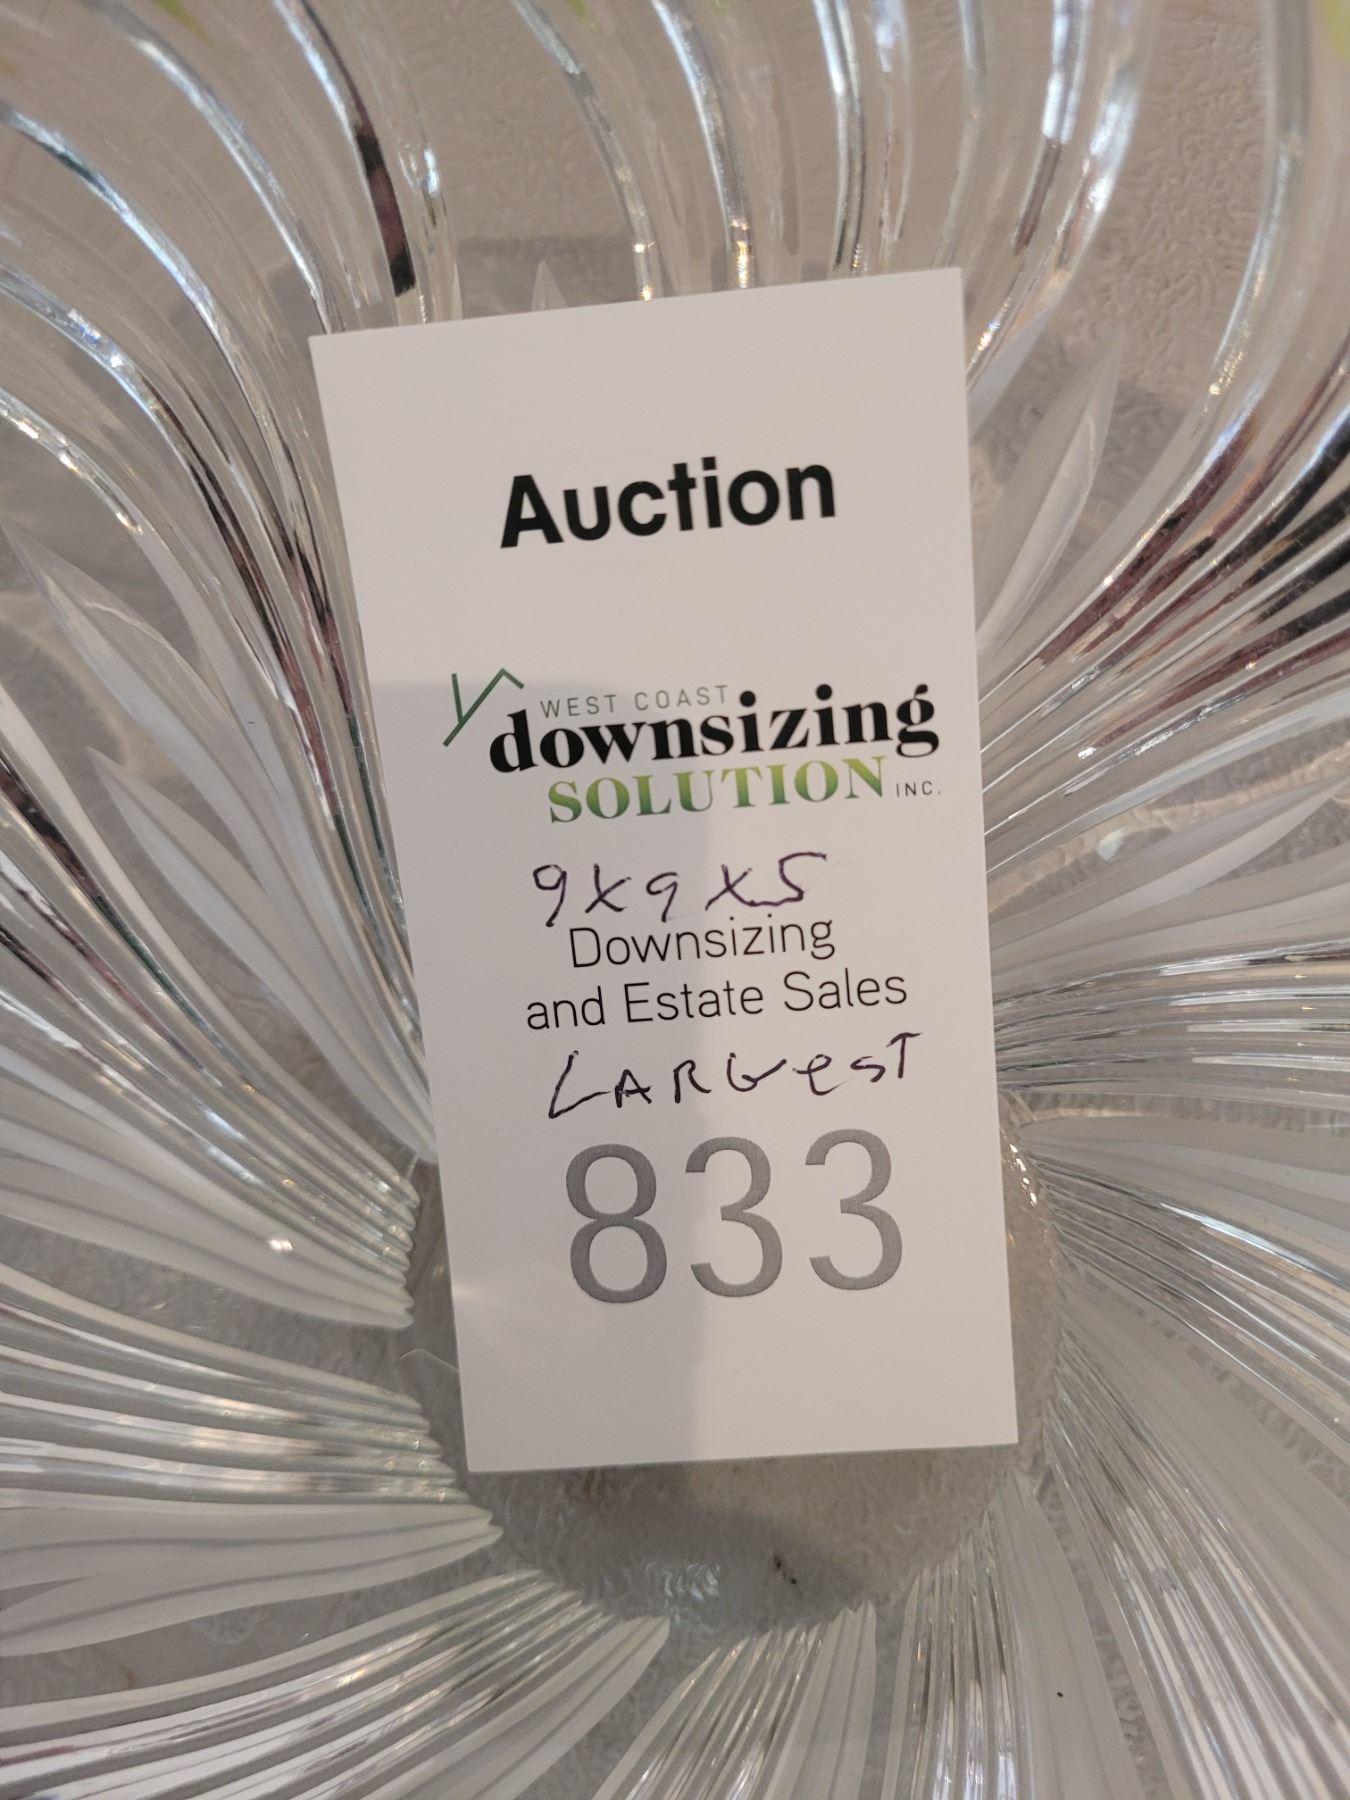 Auction
WEST COAST
downsizing
SOLUTION INC.
9x9x5
Downsizing
and Estate Sales
LARGesT
833